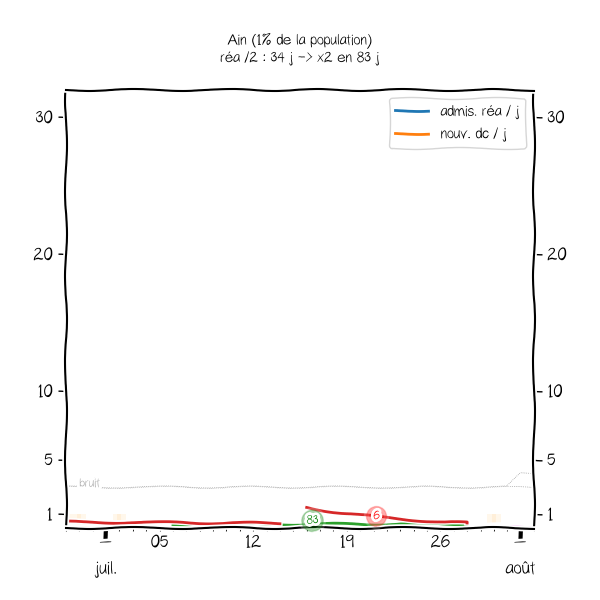 Ain (1% de la population)
réa /2 : 34 j -> x2 en 83 j
admis. réa / j
nouv. dc / j
30
30
20
20
10
10
5
5
bruit
1
1
83
6
05
12
19
26
juil.
août